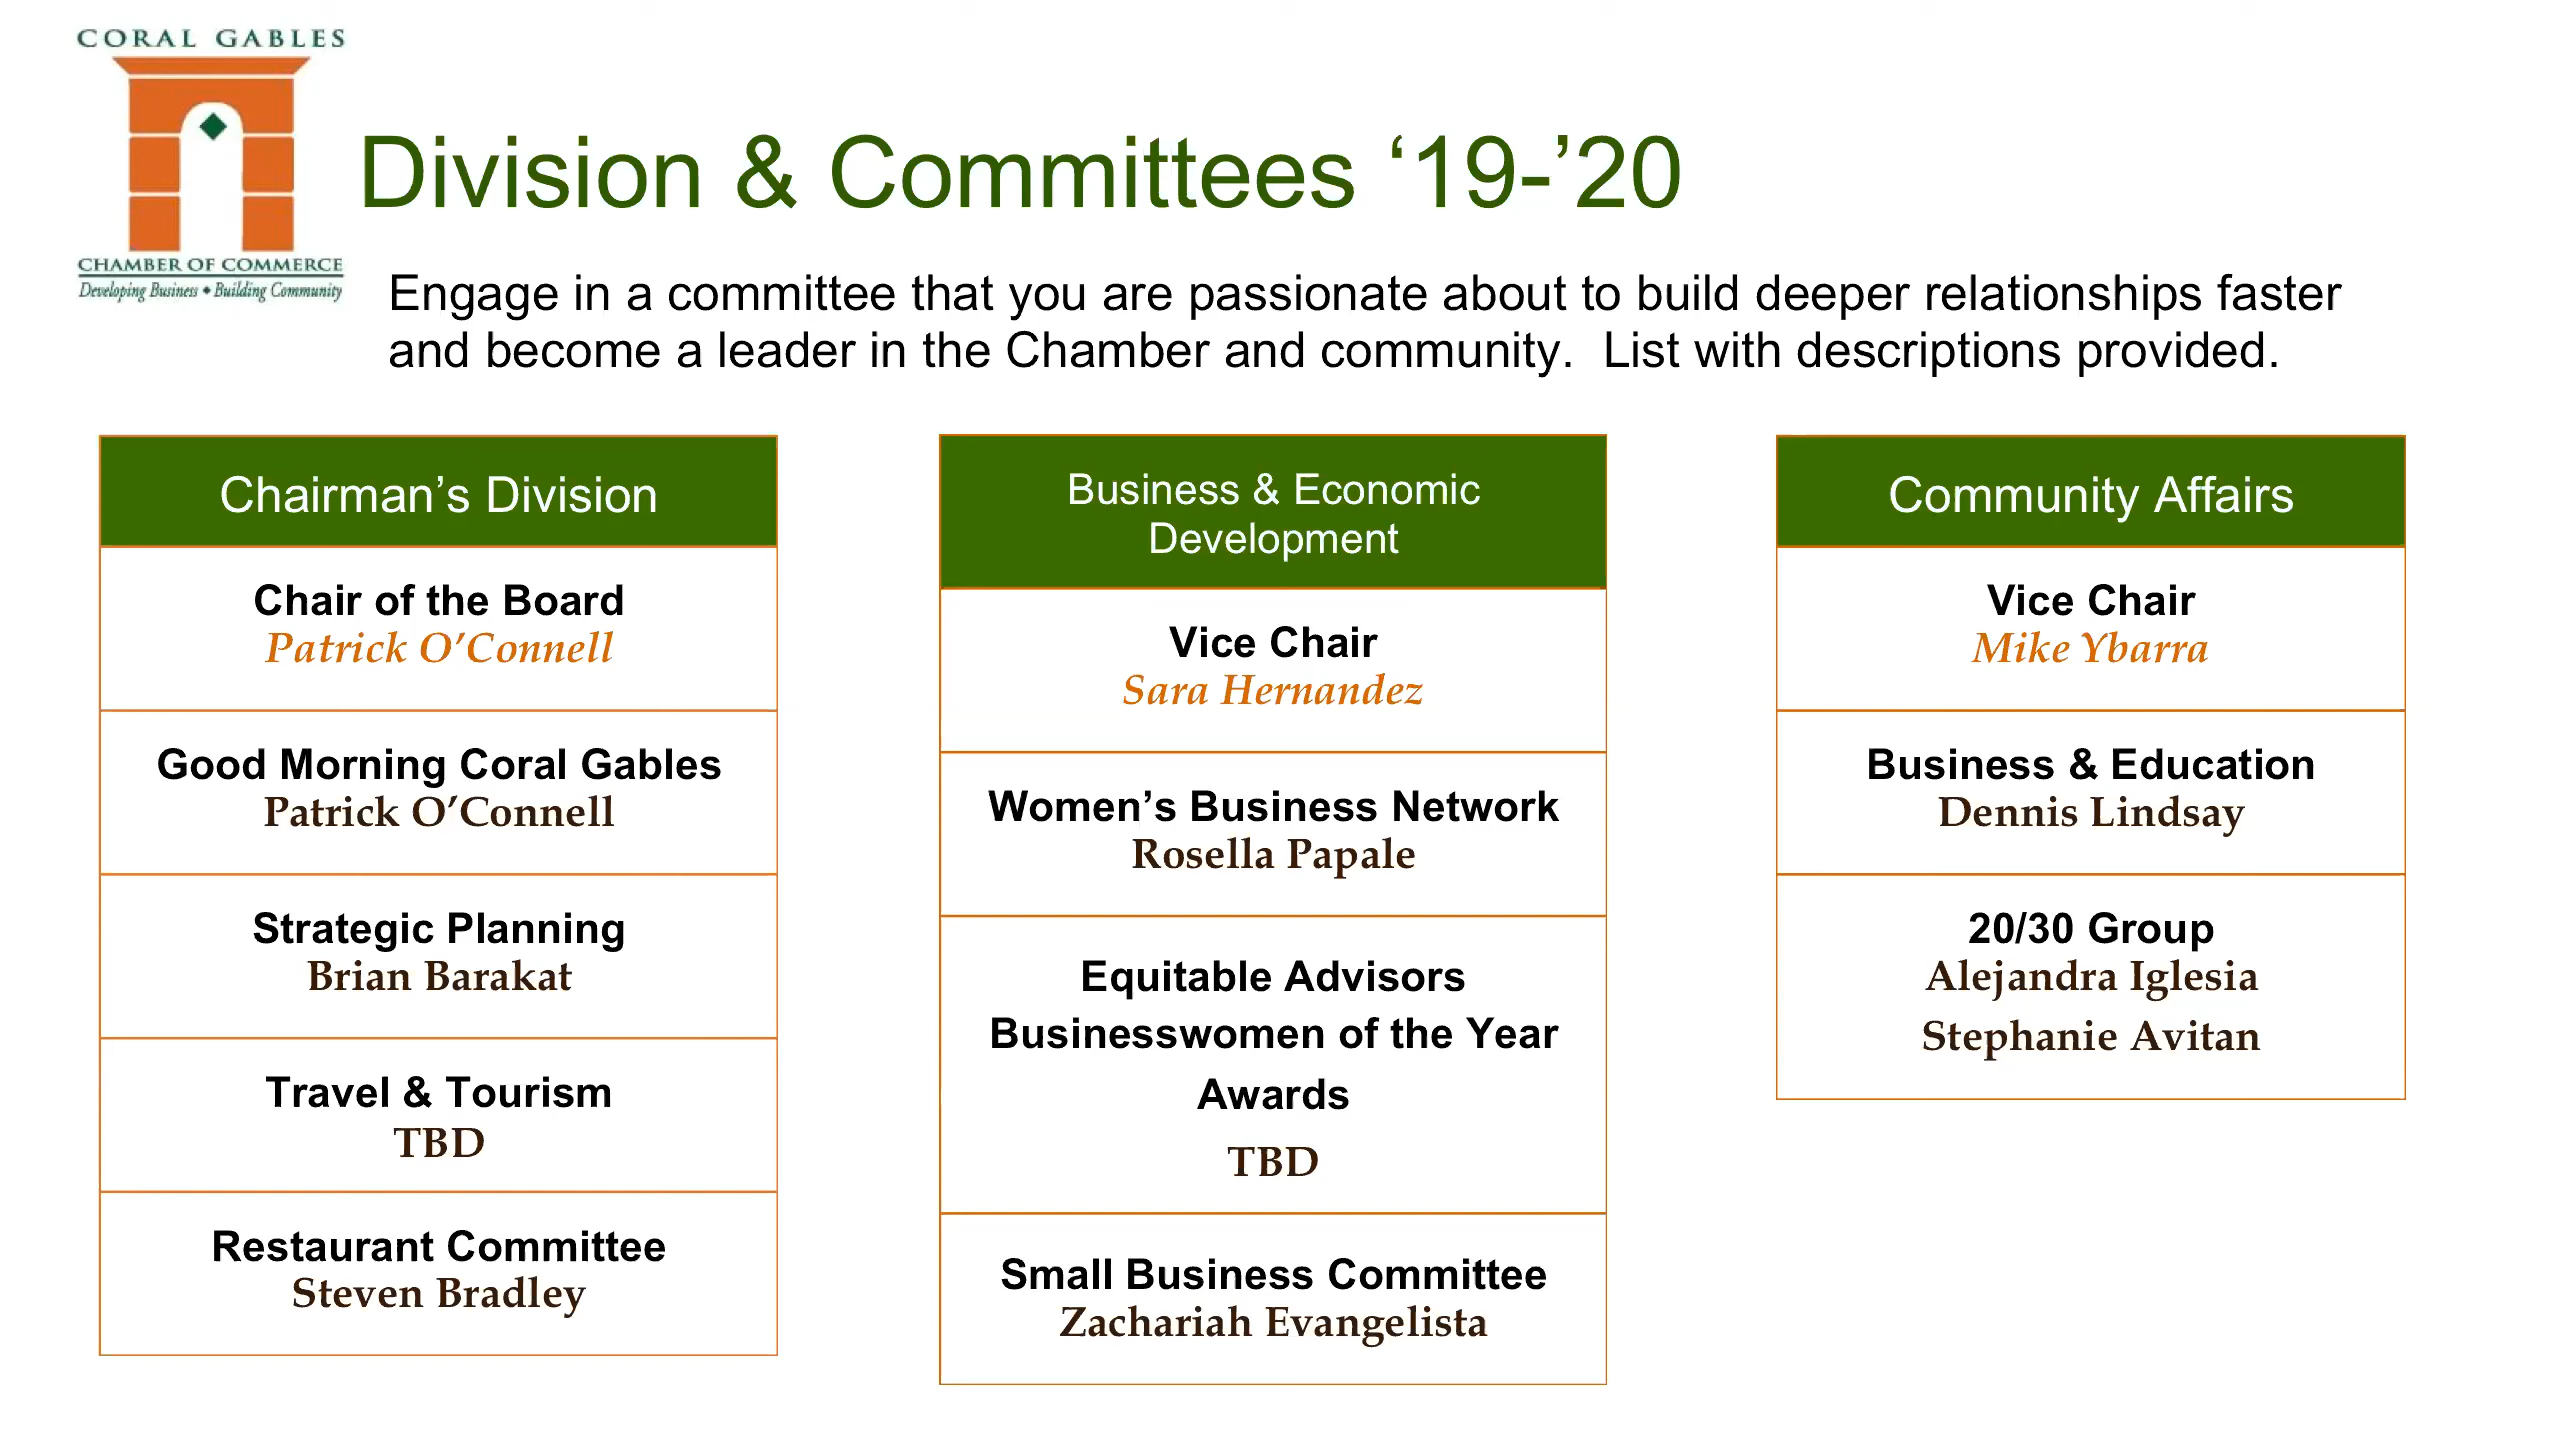 CORAL GABLES
CHAMBER OF COMMERCE
Developing Business ◆ Building Community
Division & Committees ‘19-’20
Engage in a committee that you are passionate about to build deeper relationships faster
and become a leader in the Chamber and community.  List with descriptions provided.
Chairman’s Division
Chair of the Board
Patrick O’Connell
Good Morning Coral Gables
Patrick O’Connell
Strategic Planning
Brian Barakat
Travel & Tourism
TBD
Restaurant Committee
Steven Bradley
Business & Economic
Development
Vice Chair
Sara Hernandez
Women’s Business Network
Rosella Papale
Equitable Advisors
Businesswomen of the Year
Awards
TBD
Small Business Committee
Zachariah Evangelista
Community Affairs
Vice Chair
Mike Ybarra
Business & Education
Dennis Lindsay
20/30 Group
Alejandra Iglesia
Stephanie Avitan